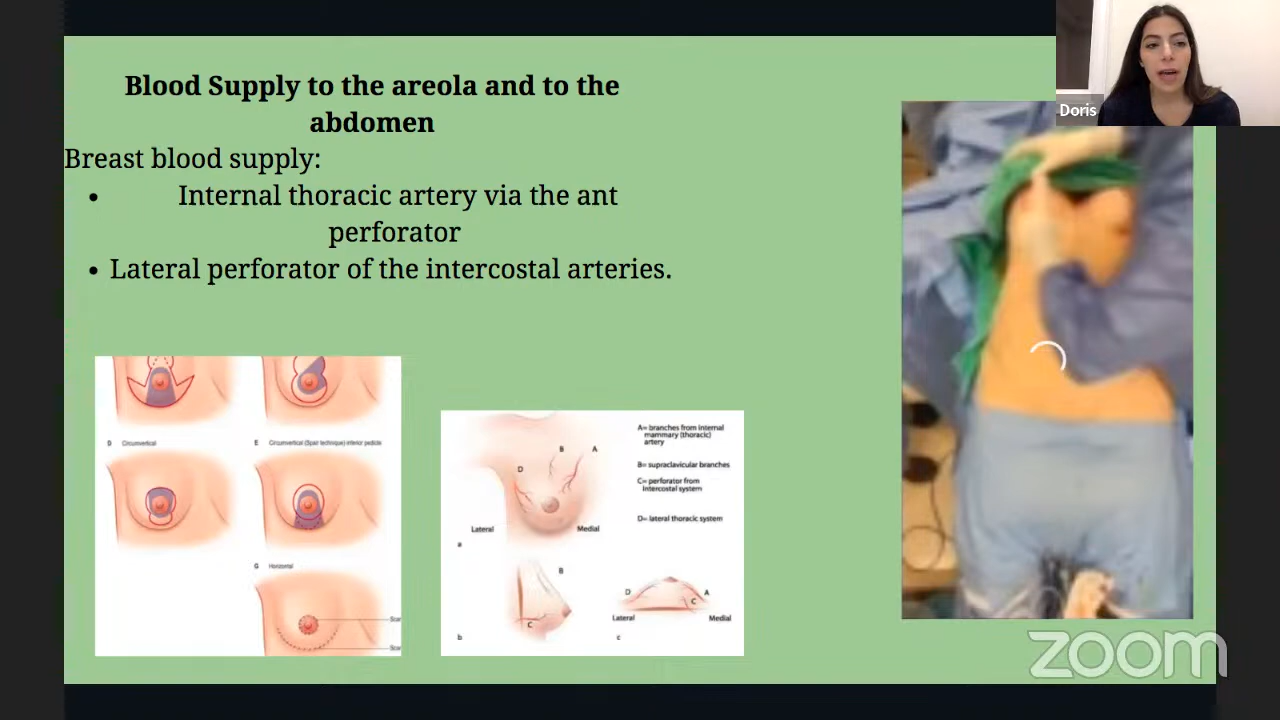 Doris
Blood Supply to the areola and to the
abdomen
Breast blood supply:
• Internal thoracic artery via the ant
perforator
• Lateral perforator of the intercostal arteries.
D Circumvertical
E Circumvertical (Spair technique) inferior pedicle
G Horizontal
Scar
Scar
A= branches from internal
mammary (thoracic)
artery
B= supraclavicular branches
C= perforator from
intercostal system
D= lateral thoracic system
B
A
D
Lateral
Medial
a
B
C
b
D
A
C
Lateral
Medial
c
zoom